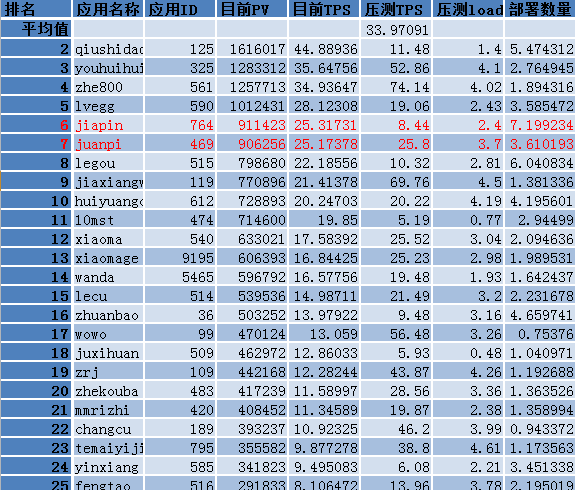 排名 应用名称 应用ID 目前PV 目前TPS 压测TPS 压测load 部署数量
平均值 33.97091
2 qiushidad 125 1616017 44.88936 11.48 1.4 5.474312
3 youhuihui 325 1283312 35.64756 52.86 4.1 2.764945
4 zhe800 561 1257713 34.93647 74.14 4.02 1.894316
5 lvegg 590 1012431 28.12308 19.06 2.43 3.585472
6 jiapin 764 911423 25.31731 8.44 2.4 7.199234
7 juanpi 469 906256 25.17378 25.8 3.7 3.610193
8 legou 515 798680 22.18556 10.32 2.81 6.040834
9 jiaxiangw 119 770896 21.41378 69.76 4.5 1.381336
10 huiyuangc 612 728893 20.24703 20.22 4.19 4.195601
11 10mst 474 714600 19.85 5.19 0.77 2.94499
12 xiaoma 540 633021 17.58392 25.52 3.04 2.094636
13 xiaomage 9195 606393 16.84425 25.23 2.98 1.989531
14 wanda 5465 596792 16.57756 19.48 1.93 1.642437
15 lecu 514 539536 14.98711 21.49 3.2 2.231678
16 zhuanbao 36 503252 13.97922 9.48 3.16 4.659741
17 wowo 99 470124 13.059 56.48 3.26 0.75376
18 juxihuan 509 462972 12.86033 5.93 0.48 1.040971
19 zrj 109 442168 12.28244 43.87 4.26 1.192688
20 zhekouba 483 417239 11.58997 28.56 3.36 1.363526
21 mmrizhi 420 408452 11.34589 19.87 2.38 1.358994
22 changcu 189 393237 10.92325 46.2 3.99 0.943372
23 temaiyiji 795 355582 9.877278 38.8 4.61 1.173563
24 yinxiang 585 341823 9.495083 6.08 2.21 3.451338
25 fengtao 516 291833 8.106472 13.96 3.78 2.195019